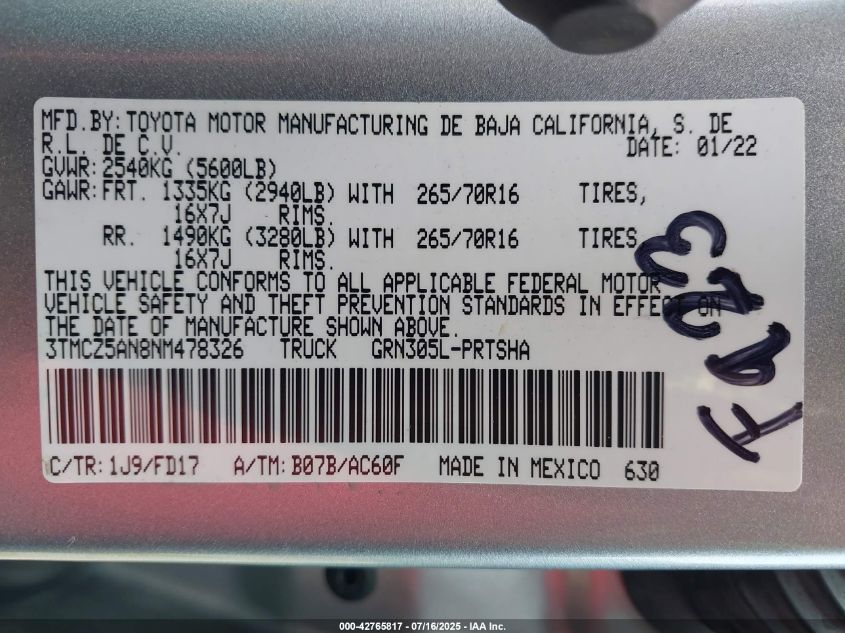 MFD.BY:TOYOTA MOTOR MANUFACTURING DE BAJA CALIFORNIA, S. DE
R.L. DE C.V. DATE: 01/22
GVWR:2540KG (5600LB)
GAWR:FRT. 1335KG (2940LB) WITH 265/70R16 TIRES,
16X7J RIMS.
RR. 1490KG (3280LB) WITH 265/70R16 TIRES
16X7J RIMS.
THIS VEHICLE CONFORMS TO ALL APPLICABLE FEDERAL MOTOR
VEHICLE SAFETY AND THEFT PREVENTION STANDARDS IN EFFECT ON
THE DATE OF MANUFACTURE SHOWN ABOVE.
3TMCZ5AN8NM478326 TRUCK GRN305L-PRTSHA
C/TR:1J9/FD17 A/TM:B07B/AC60F MADE IN MEXICO 630
000-42765817 - 07/16/2025 - IAA Inc.